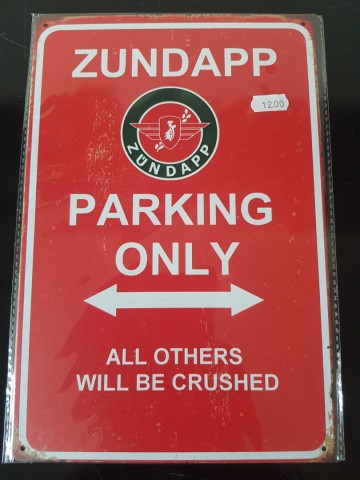 ZUNDAPP
12.00
ZÜNDAPP
PARKING
ONLY
ALL OTHERS
WILL BE CRUSHED